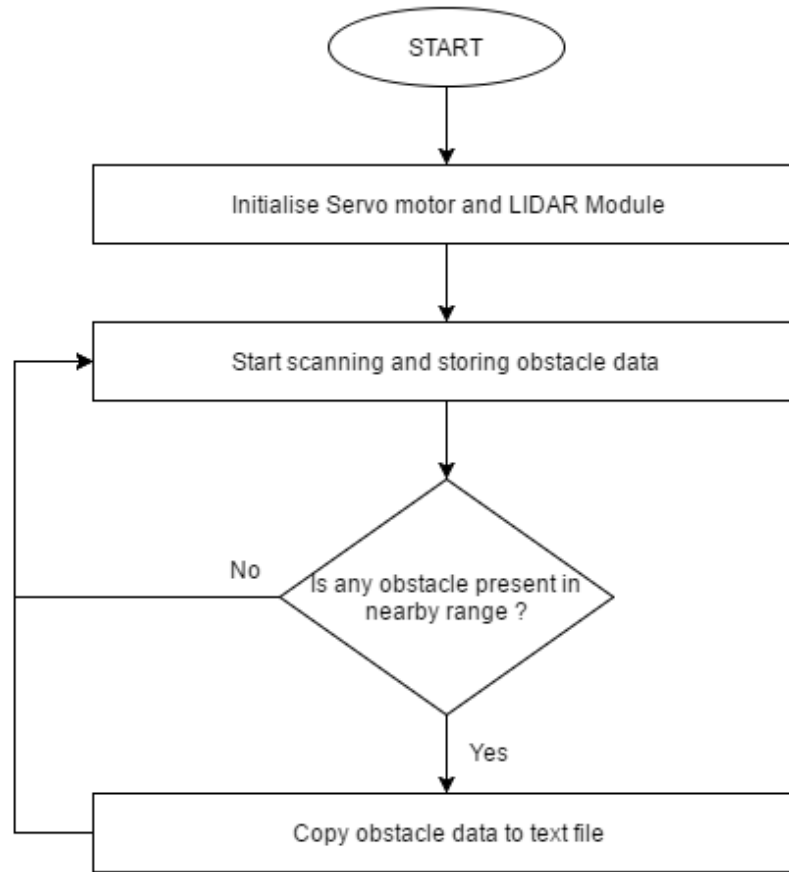 START
Initialise Servo motor and LIDAR Module
Start scanning and storing obstacle data
No
Is any obstacle present in
nearby range ?
Yes
Copy obstacle data to text file